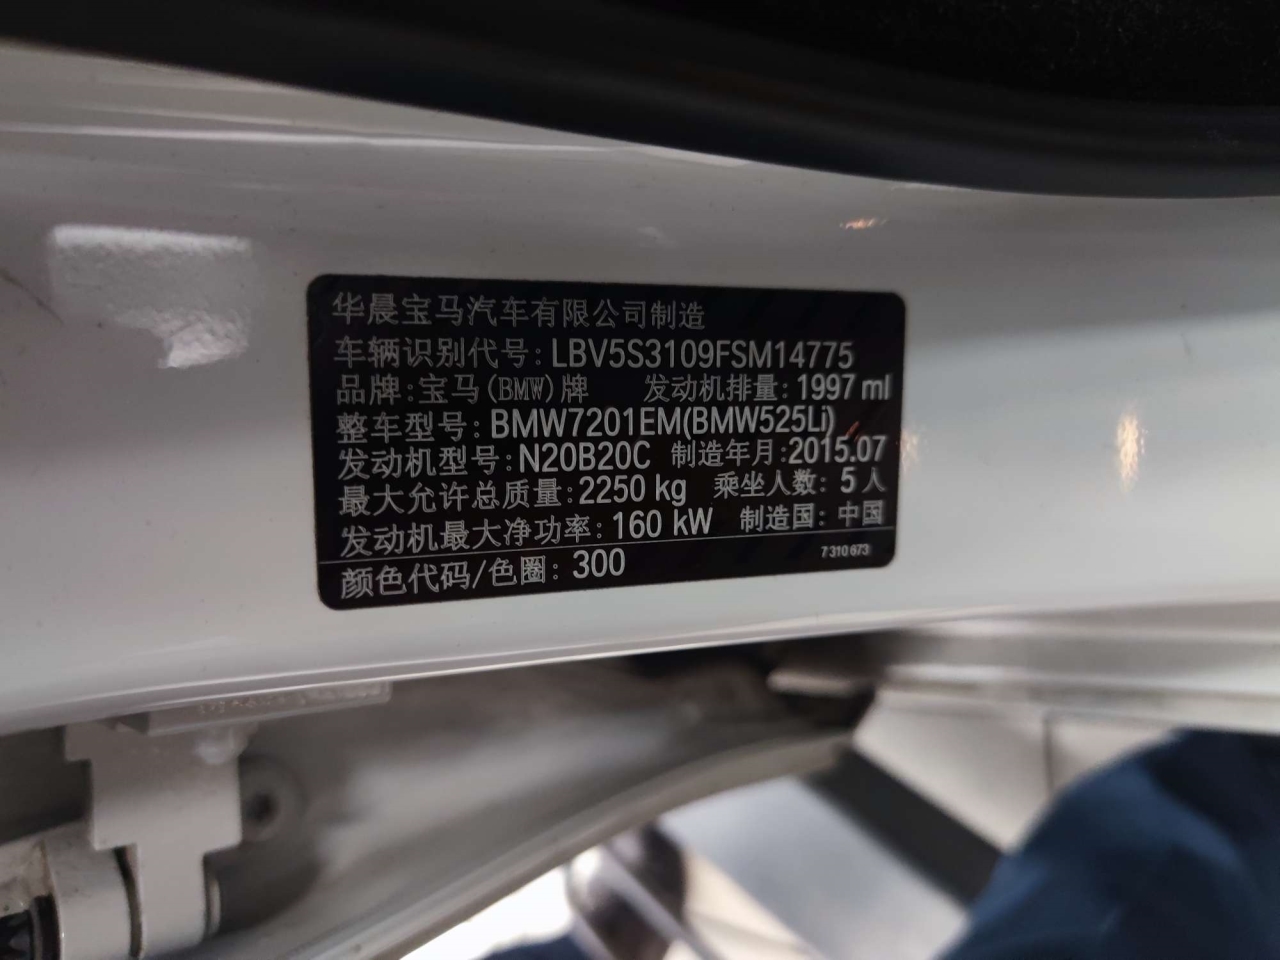 华晨宝马汽车有限公司制造
车辆识别代号: LBV5S3109FSM14775
品牌:宝马(BMW)牌 发动机排量: 1997 ml
整车型号: BMW7201EM(BMW525Li)
发动机型号:N20B20C 制造年月:2015.07
最大允许总质量:2250 kg 乘坐人数: 5 人
发动机最大净功率: 160 kW 制造国: 中国
7 310 673
颜色代码/色圈: 300